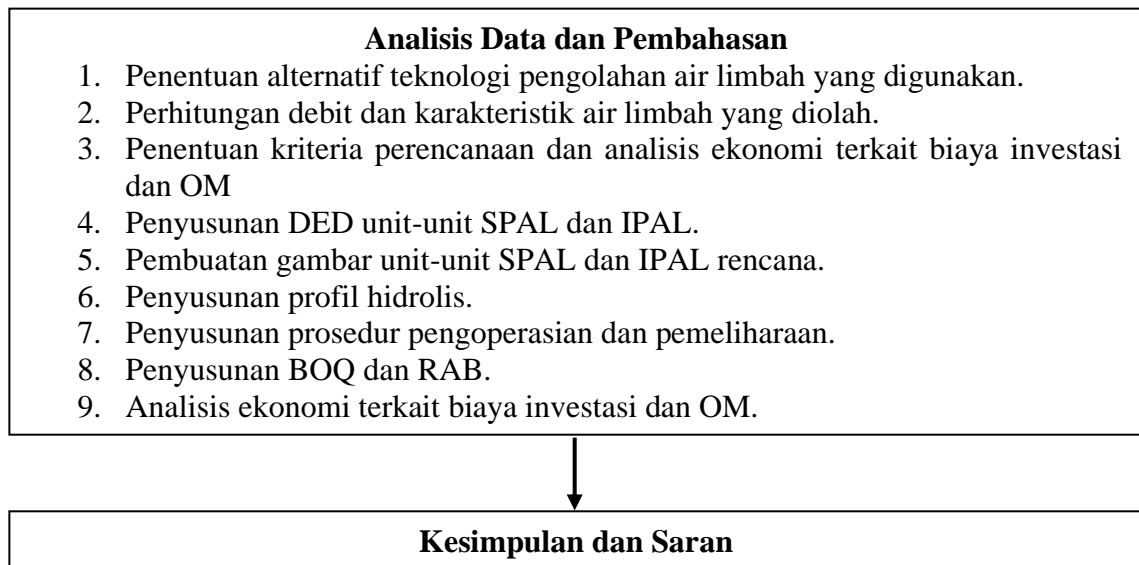 Analisis Data dan Pembahasan
1. Penentuan alternatif teknologi pengolahan air limbah yang digunakan.
2. Perhitungan debit dan karakteristik air limbah yang diolah.
3. Penentuan kriteria perencanaan dan analisis ekonomi terkait biaya investasi
dan OM
4. Penyusunan DED unit-unit SPAL dan IPAL.
5. Pembuatan gambar unit-unit SPAL dan IPAL rencana.
6. Penyusunan profil hidrolis.
7. Penyusunan prosedur pengoperasian dan pemeliharaan.
8. Penyusunan BOQ dan RAB.
9. Analisis ekonomi terkait biaya investasi dan OM.
Kesimpulan dan Saran